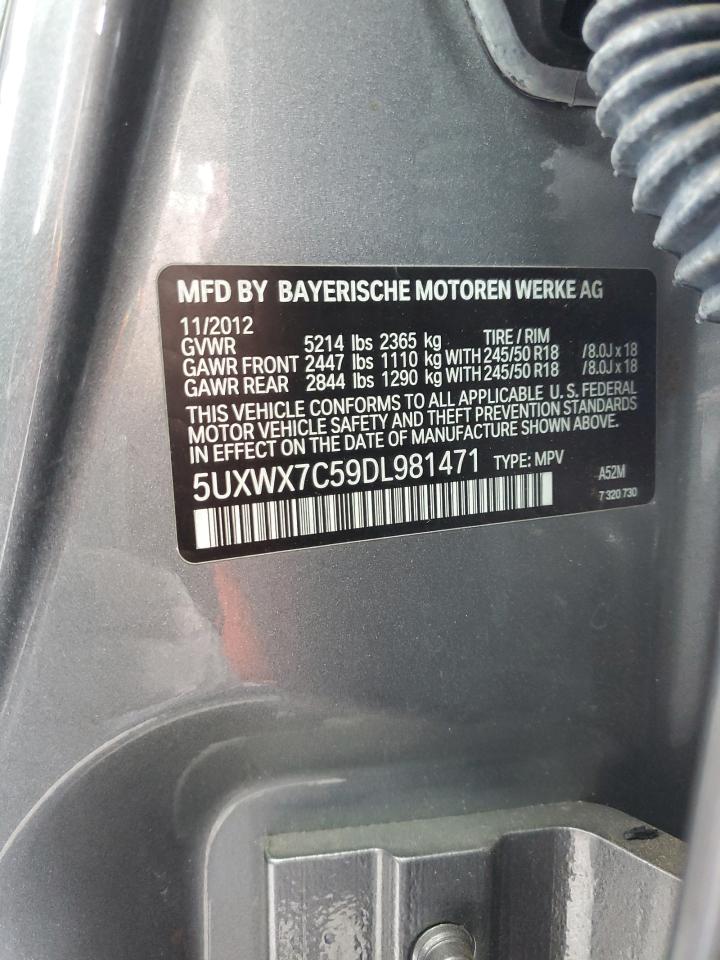 MFD BY BAYERISCHE MOTOREN WERKE AG
11/2012 TIRE / RIM
GVWR 5214 lbs 2365 kg
GAWR FRONT 2447 lbs 1110 kg WITH 245/50 R18 /8.0J x 18
GAWR REAR 2844 lbs 1290 kg WITH 245/50 R18 /8.0J x 18
THIS VEHICLE CONFORMS TO ALL APPLICABLE U.S. FEDERAL
MOTOR VEHICLE SAFETY AND THEFT PREVENTION STANDARDS
IN EFFECT ON THE DATE OF MANUFACTURE SHOWN ABOVE.
5UXWX7C59DL981471 TYPE: MPV A52M
7 320 730